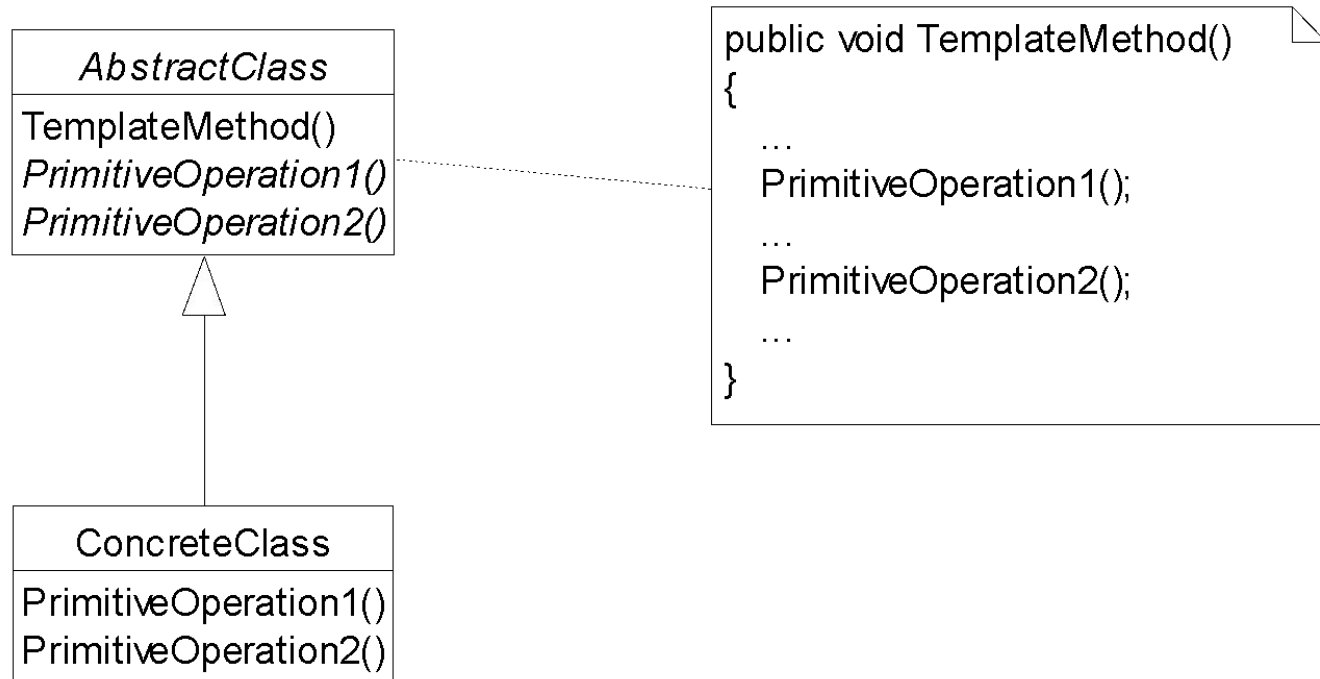 AbstractClass
TemplateMethod()
PrimitiveOperation1()
PrimitiveOperation2()
public void TemplateMethod()
{
...
PrimitiveOperation1();
...
PrimitiveOperation2();
...
}
ConcreteClass
PrimitiveOperation1()
PrimitiveOperation2()